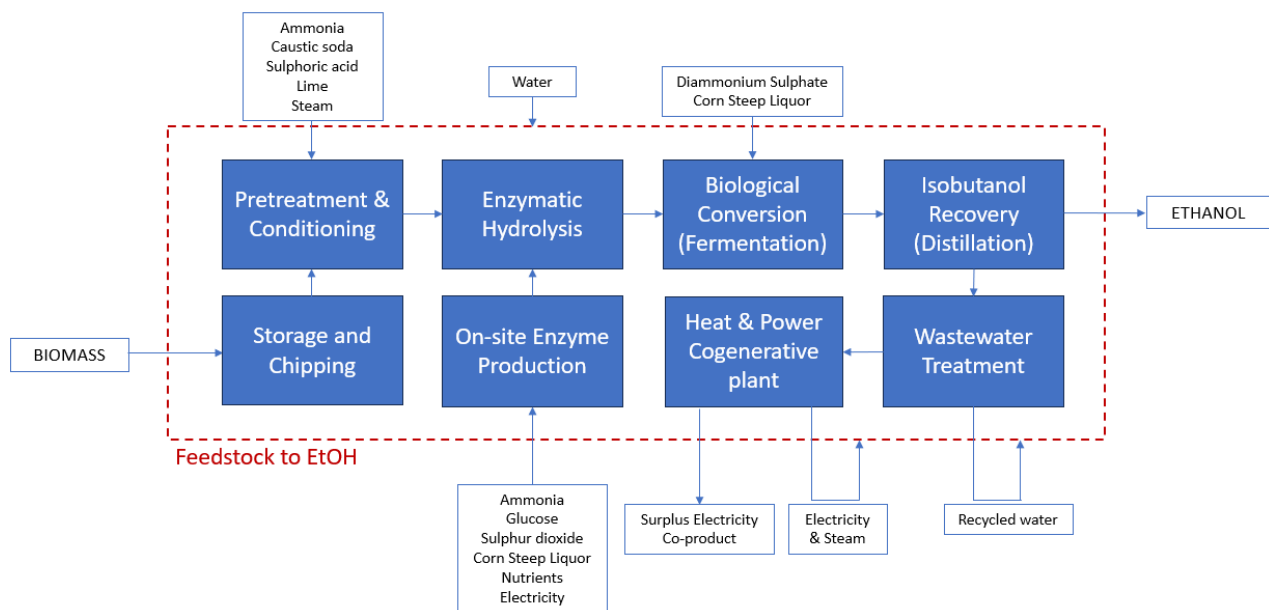 Ammonia
Caustic soda
Sulphoric acid
Lime
Steam
Water
Diammonium Sulphate
Corn Steep Liquor
Pretreatment &
Conditioning
Enzymatic
Hydrolysis
Biological
Conversion
(Fermentation)
Isobutanol
Recovery
(Distillation)
ETHANOL
BIOMASS
Storage and
Chipping
On-site Enzyme
Production
Heat & Power
Cogenerative
plant
Wastewater
Treatment
Feedstock to EtOH
Ammonia
Glucose
Sulphur dioxide
Corn Steep Liquor
Nutrients
Electricity
Surplus Electricity
Co-product
Electricity
& Steam
Recycled water